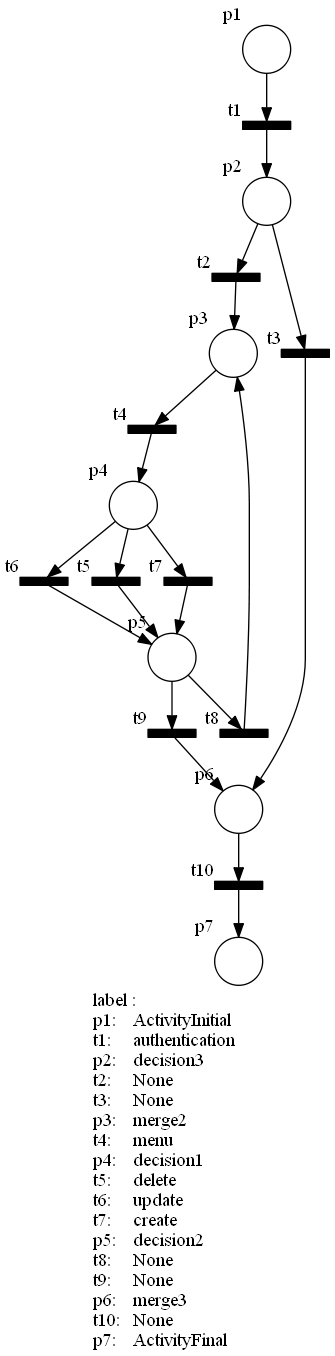 p1
t1
p2
t2
p3
t3
t4
p4
t6 t5 t7
p5
t9 t8
p6
t10
p7
label :
p1: ActivityInitial
t1: authentication
p2: decision3
t2: None
t3: None
p3: merge2
t4: menu
p4: decision1
t5: delete
t6: update
t7: create
p5: decision2
t8: None
t9: None
p6: merge3
t10: None
p7: ActivityFinal